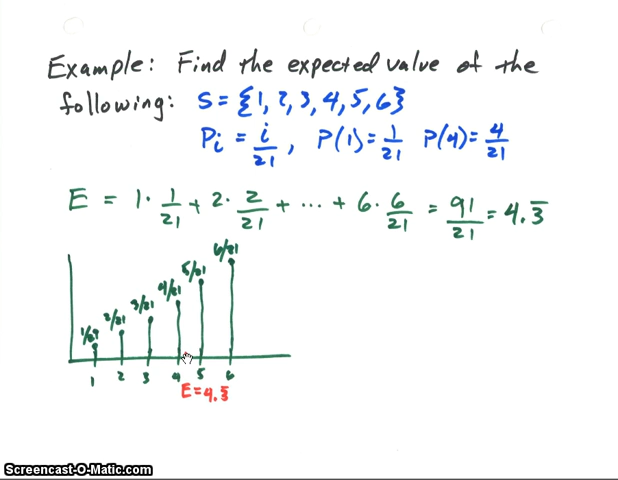 Example: Find the expected value of the
following: S = {1, 2, 3, 4, 5, 6}
Pi = i/21, P(1) = 1/21 P(4) = 4/21
E = 1· 1/21 + 2· 2/21 + ··· + 6· 6/21 = 91/21 = 4.3̅
1/21 2/21 3/21 4/21 5/21 6/21
1 2 3 4 5 6
E = 4.3̅
Screencast-O-Matic.com